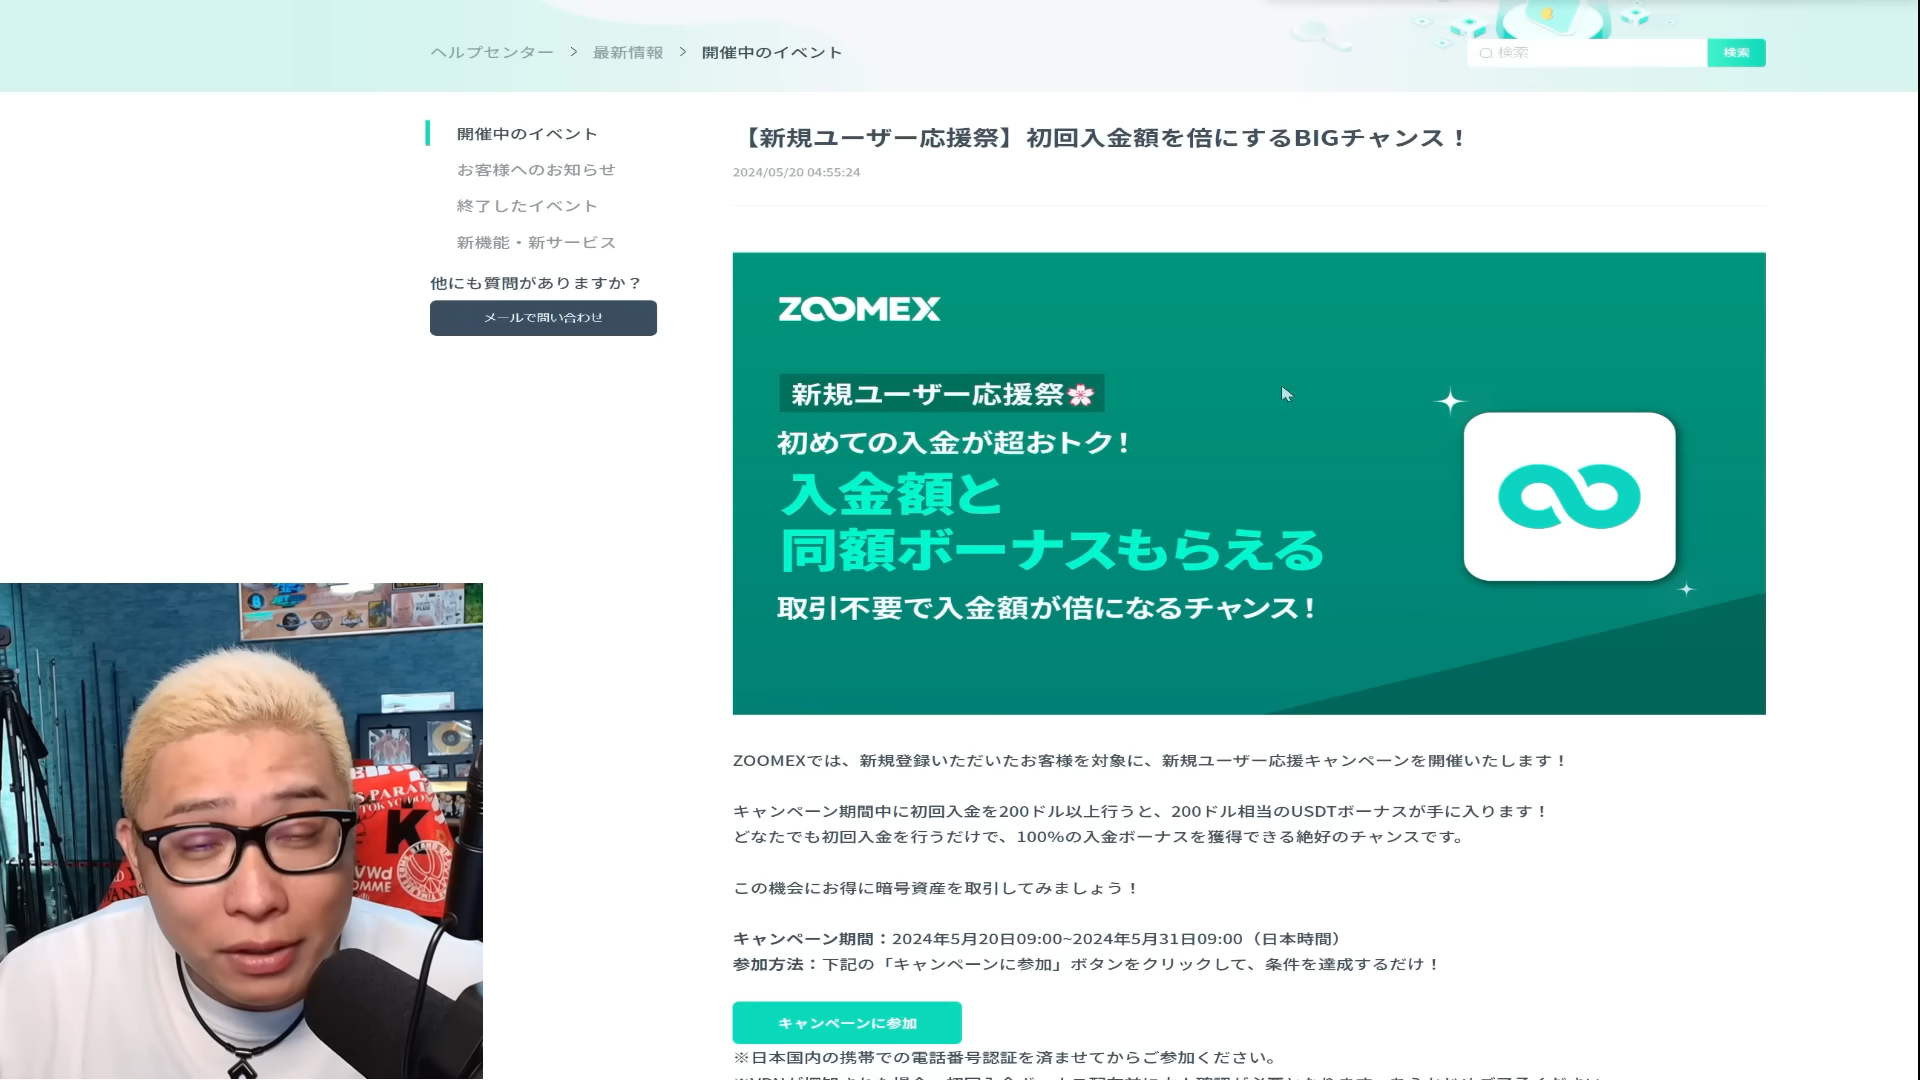 ヘルプセンター > 最新情報 > 開催中のイベント
検索
検索
開催中のイベント
お客様へのお知らせ
終了したイベント
新機能・新サービス
他にも質問がありますか？
メールで問い合わせ
【新規ユーザー応援祭】初回入金額を倍にするBIGチャンス！
2024/05/20 04:55:24
ZOOMEX
新規ユーザー応援祭🌸
初めての入金が超おトク！
入金額と
同額ボーナスもらえる
取引不要で入金額が倍になるチャンス！
ZOOMEXでは、新規登録いただいたお客様を対象に、新規ユーザー応援キャンペーンを開催いたします！
キャンペーン期間中に初回入金を200ドル以上行うと、200ドル相当のUSDTボーナスが手に入ります！
どなたでも初回入金を行うだけで、100%の入金ボーナスを獲得できる絶好のチャンスです。
この機会にお得に暗号資産を取引してみましょう！
キャンペーン期間：2024年5月20日09:00~2024年5月31日09:00（日本時間）
参加方法：下記の「キャンペーンに参加」ボタンをクリックして、条件を達成するだけ！
キャンペーンに参加
※日本国内の携帯での電話番号認証を済ませてからご参加ください。
S PARA
TOKYO DO
K
VWd
OMME